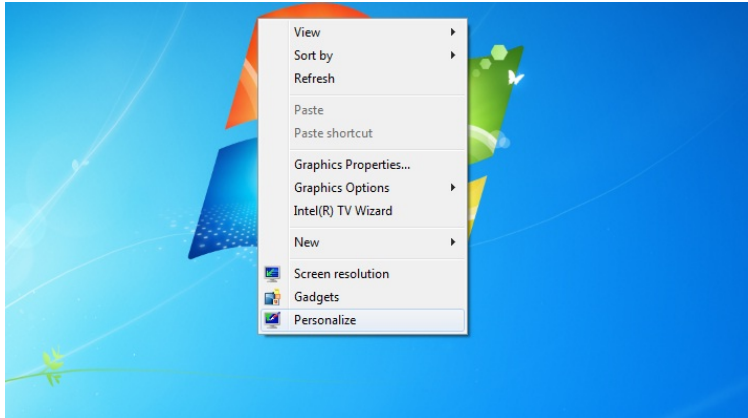 View
Sort by
Refresh
Paste
Paste shortcut
Graphics Properties...
Graphics Options
Intel(R) TV Wizard
New
Screen resolution
Gadgets
Personalize